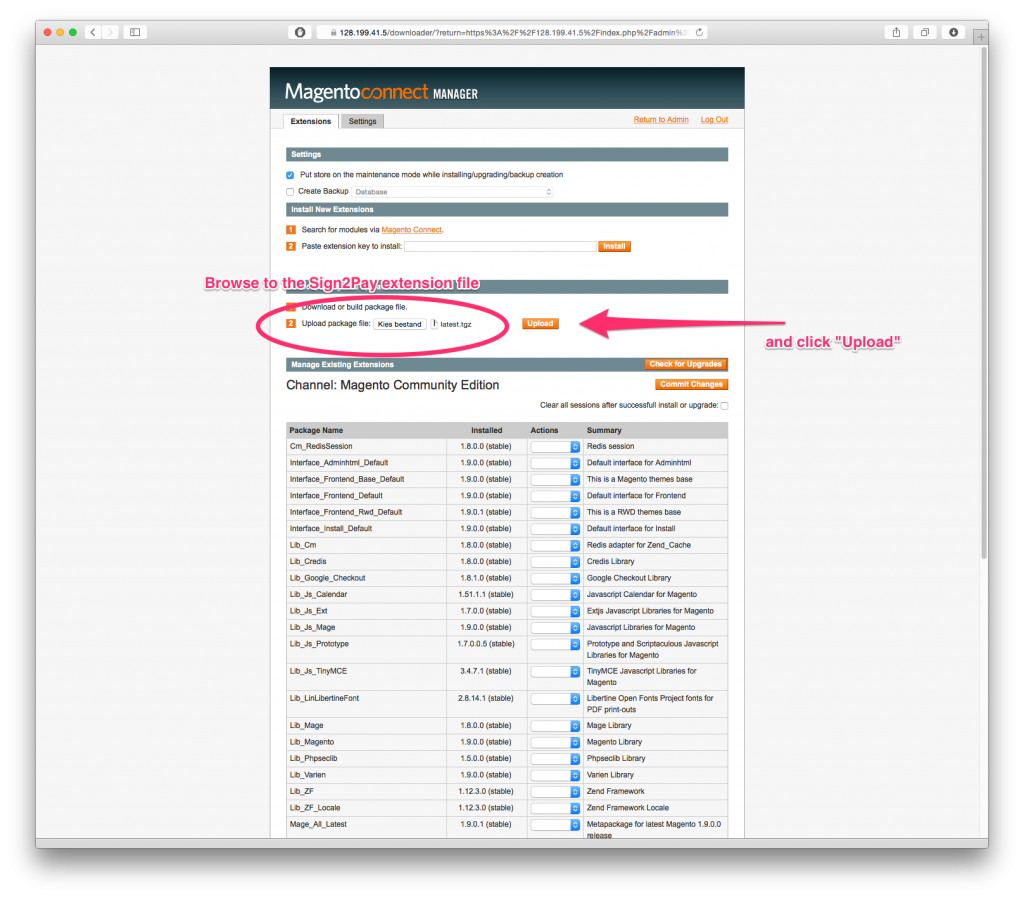 128.199.41.5/downloader/?return=https%3A%2F%2F128.199.41.5%2Findex.php%2Fadmin%2
Magentoconnect MANAGER
Extensions
Settings
Return to Admin
Log Out
Settings
Put store on the maintenance mode while installing/upgrading/backup creation
Create Backup Database
Install New Extensions
1 Search for modules via Magento Connect.
2 Paste extension key to install: Install
Browse to the Sign2Pay extension file
Download or build package file.
2 Upload package file: Kies bestand latest.tgz Upload
and click "Upload"
Manage Existing Extensions Check for Upgrades
Channel: Magento Community Edition Commit Changes
Clear all sessions after successfull install or upgrade:
Package Name Installed Actions Summary
Cm_RedisSession 1.8.0.0 (stable) Redis session
Interface_Adminhtml_Default 1.9.0.0 (stable) Default interface for Adminhtml
Interface_Frontend_Base_Default 1.9.0.0 (stable) This is a Magento themes base
Interface_Frontend_Default 1.9.0.0 (stable) Default interface for Frontend
Interface_Frontend_Rwd_Default 1.9.0.1 (stable) This is a RWD themes base
Interface_Install_Default 1.9.0.0 (stable) Default interface for Install
Lib_Cm 1.8.0.0 (stable) Redis adapter for Zend_Cache
Lib_Credis 1.8.0.0 (stable) Credis Library
Lib_Google_Checkout 1.8.1.0 (stable) Google Checkout Library
Lib_Js_Calendar 1.51.1.1 (stable) Javascript Calendar for Magento
Lib_Js_Ext 1.7.0.0 (stable) Extjs Javascript Libraries for Magento
Lib_Js_Mage 1.9.0.0 (stable) Javascript Libraries for Magento
Lib_Js_Prototype 1.7.0.0.5 (stable) Prototype and Scriptaculous Javascript
Libraries for Magento
Lib_Js_TinyMCE 3.4.7.1 (stable) TinyMCE Javascript Libraries for
Magento
Lib_LinLibertineFont 2.8.14.1 (stable) Libertine Open Fonts Project fonts for
PDF print-outs
Lib_Mage 1.8.0.0 (stable) Mage Library
Lib_Magento 1.9.0.0 (stable) Magento Library
Lib_Phpseclib 1.5.0.0 (stable) Phpseclib Library
Lib_Varien 1.9.0.0 (stable) Varien Library
Lib_ZF 1.12.3.0 (stable) Zend Framework
Lib_ZF_Locale 1.12.3.0 (stable) Zend Framework Locale
Mage_All_Latest 1.9.0.1 (stable) Metapackage for latest Magento 1.9.0.0
release